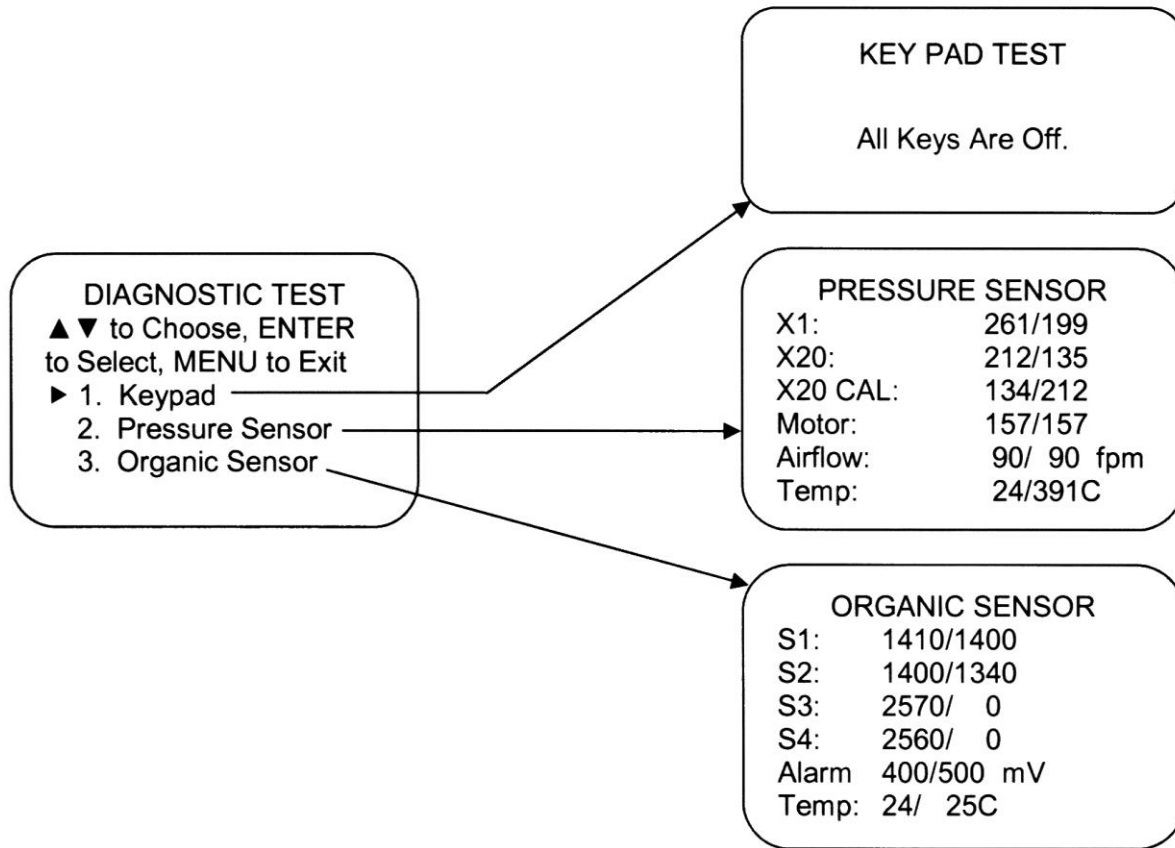 KEY PAD TEST
All Keys Are Off.
DIAGNOSTIC TEST
▲ ▼ to Choose, ENTER
to Select, MENU to Exit
► 1. Keypad
2. Pressure Sensor
3. Organic Sensor
PRESSURE SENSOR
X1: 261/199
X20: 212/135
X20 CAL: 134/212
Motor: 157/157
Airflow: 90/ 90 fpm
Temp: 24/391C
ORGANIC SENSOR
S1: 1410/1400
S2: 1400/1340
S3: 2570/ 0
S4: 2560/ 0
Alarm 400/500 mV
Temp: 24/ 25C